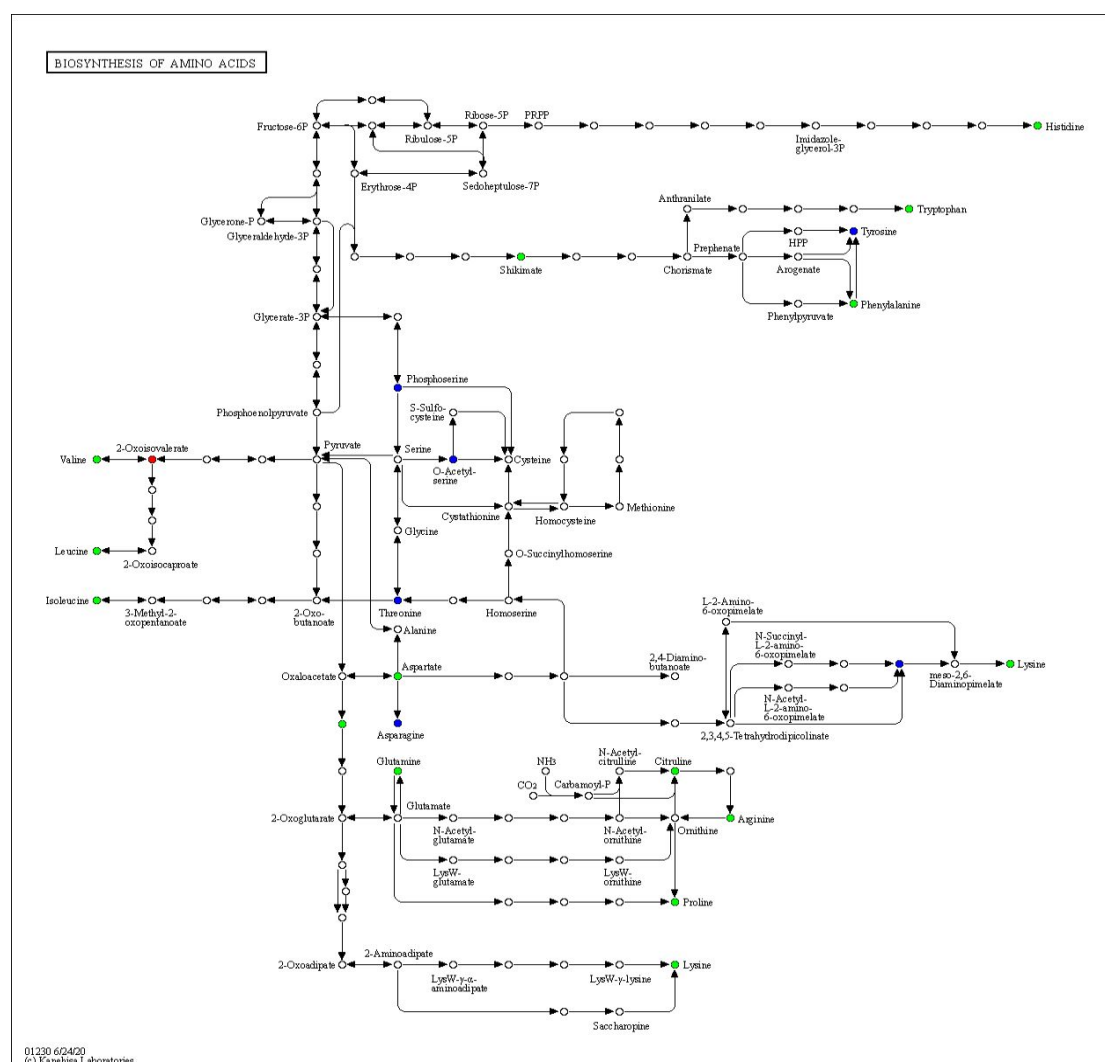 BIOSYNTHESIS OF AMINO ACIDS
Fructose-6P
Ribulose-5P
Ribose-5P
PRPP
Imidazole-
glycerol-3P
Histidine
Erythrose-4P
Sedoheptulose-7P
Glycerone-P
Glyceraldehyde-3P
Anthranilate
Tryptophan
Shikimate
Chorismate
Prephenate
HPP
Tyrosine
Arogenate
Phenylpyruvate
Phenylalanine
Glycerate-3P
Phosphoserine
Phosphoenolpyruvate
S-Sulfo-
cysteine
Valine
2-Oxoisovalerate
Pyruvate
Serine
O-Acetyl-
serine
Cysteine
Cystathionine
Homocysteine
Methionine
Glycine
Leucine
2-Oxoisocaproate
O-Succinylhomoserine
Isoleucine
3-Methyl-2-
oxopentanoate
2-Oxo-
butanoate
Threonine
Homoserine
Alanine
L-2-Amino-
6-oxopimelate
Oxaloacetate
Aspartate
2,4-Diamino-
butanoate
N-Succinyl-
L-2-amino-
6-oxopimelate
meso-2,6-
Diaminopimelate
Lysine
N-Acetyl-
L-2-amino-
6-oxopimelate
2,3,4,5-Tetrahydrodipicolinate
Asparagine
Glutamine
NH3
CO2
Carbamoyl-P
N-Acetyl-
citrulline
Citruline
2-Oxoglutarate
Glutamate
N-Acetyl-
glutamate
N-Acetyl-
ornithine
Ornithine
Arginine
LysW-
glutamate
LysW-
ornithine
Proline
2-Oxoadipate
2-Aminoadipate
LysW-γ-α-
aminoadipate
LysW-γ-lysine
Lysine
Saccharopine
01230 6/24/20
(c) Kanehisa Laboratories